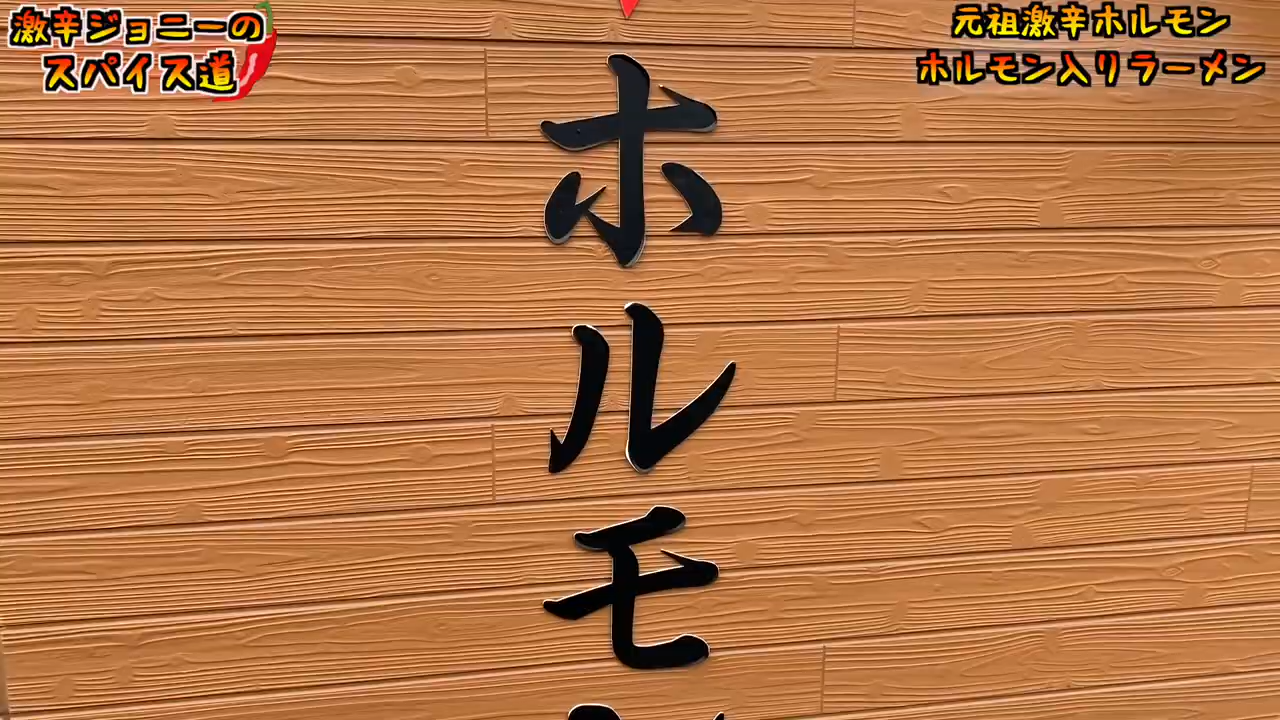 激辛ジョニーの
スパイス道
元祖激辛ホルモン
ホルモン入りラーメン
ホルモ